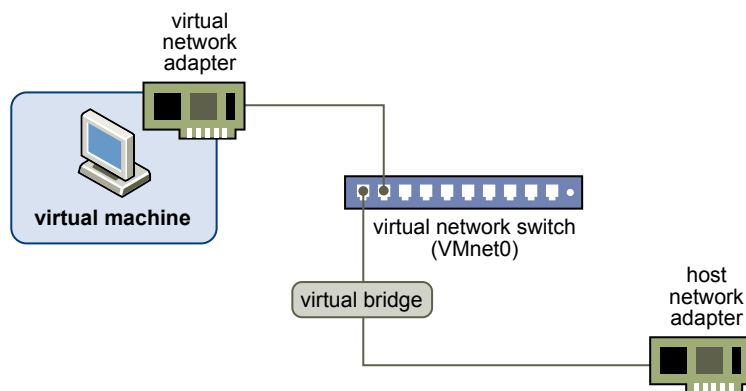 virtual
network
adapter
virtual machine
virtual network switch
(VMnet0)
virtual bridge
host
network
adapter